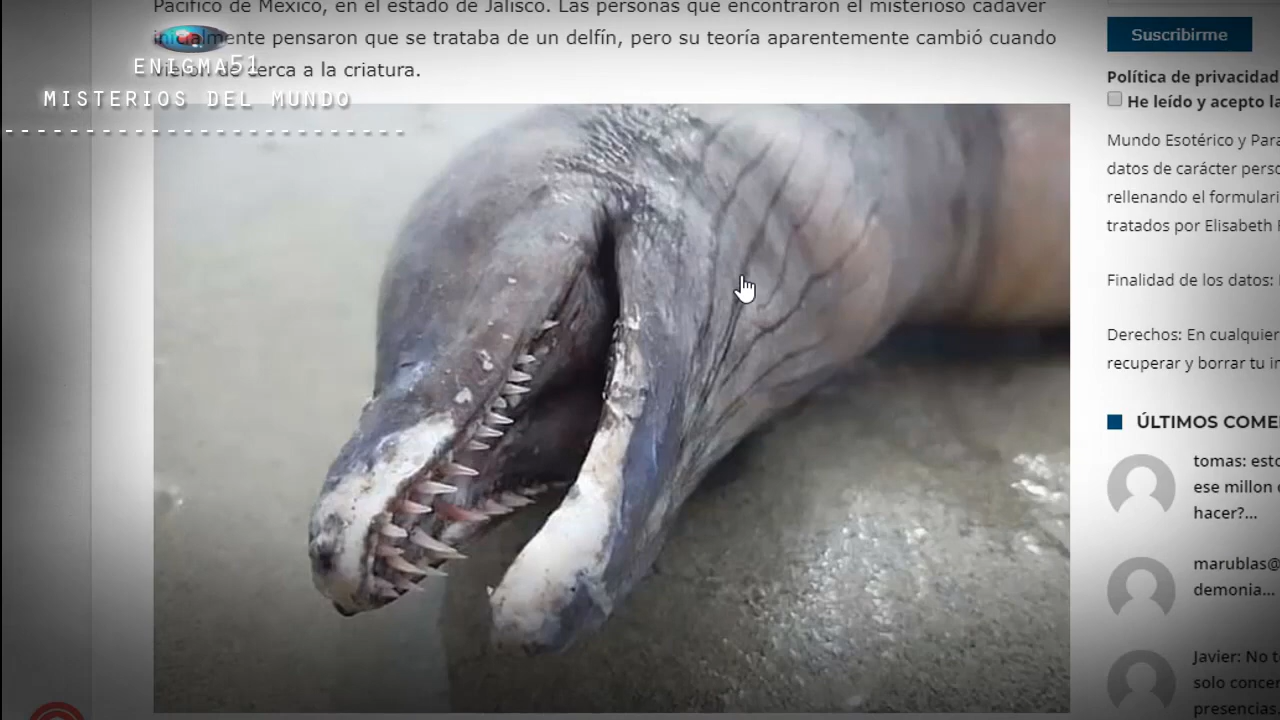 Pacífico de México, en el estado de Jalisco. Las personas que encontraron el misterioso cadáver
inicialmente pensaron que se trataba de un delfín, pero su teoría aparentemente cambió cuando
vieron de cerca a la criatura.
ENIGMA51
MISTERIOS DEL MUNDO
Suscribirme
Política de privacidad
He leído y acepto la
Mundo Esotérico y Para
datos de carácter perso
rellenando el formulari
tratados por Elisabeth
Finalidad de los datos:
Derechos: En cualquier
recuperar y borrar tu in
ÚLTIMOS COME
tomas: esto
ese millon
hacer?...
marublas@
demonia...
Javier: No t
solo concen
presencias.